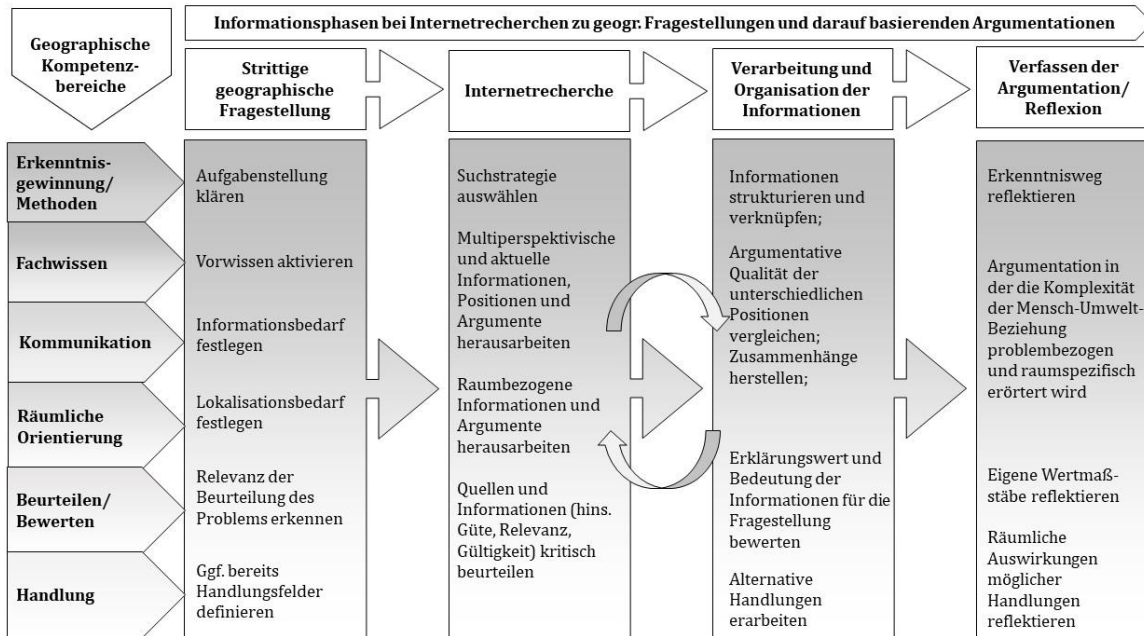 Informationsphasen bei Internetrecherchen zu geogr. Fragestellungen und darauf basierenden Argumentationen
Geographische
Kompetenz-
bereiche
Strittige
geographische
Fragestellung
Internetrecherche
Verarbeitung und
Organisation der
Informationen
Verfassen der
Argumentation/
Reflexion
Erkenntnis-
gewinnung/
Methoden
Fachwissen
Kommunikation
Räumliche
Orientierung
Beurteilen/
Bewerten
Handlung
Aufgabenstellung
klären
Vorwissen aktivieren
Informationsbedarf
festlegen
Lokalisationsbedarf
festlegen
Relevanz der
Beurteilung des
Problems erkennen
Ggf. bereits
Handlungsfelder
definieren
Suchstrategie
auswählen
Multiperspektivische
und aktuelle
Informationen,
Positionen und
Argumente
herausarbeiten
Raumbezogene
Informationen und
Argumente
herausarbeiten
Quellen und
Informationen (hins.
Güte, Relevanz,
Gültigkeit) kritisch
beurteilen
Informationen
strukturieren und
verknüpfen;
Argumentative
Qualität der
unterschiedlichen
Positionen
vergleichen;
Zusammenhänge
herstellen;
Erklärungswert und
Bedeutung der
Informationen für die
Fragestellung
bewerten
Alternative
Handlungen
erarbeiten
Erkenntnisweg
reflektieren
Argumentation in
der die Komplexität
der Mensch-Umwelt-
Beziehung
problembezogen
und raumspezifisch
erörtert wird
Eigene Wertmaß-
stäbe reflektieren
Räumliche
Auswirkungen
möglicher
Handlungen
reflektieren